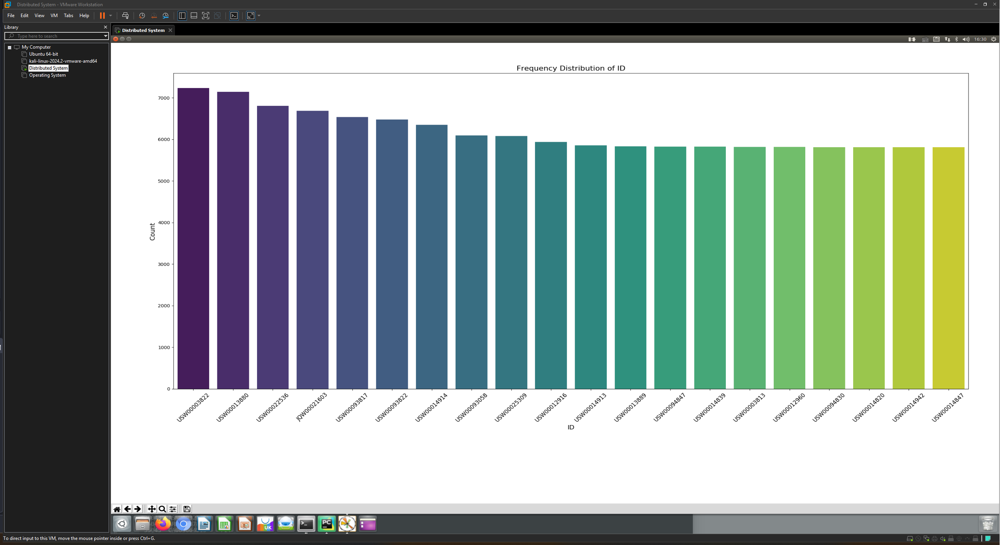 Distributed System - VMware Workstation
File Edit View VM Tabs Help
Library
Type here to search
My Computer
Ubuntu 64-bit
kali-linux-2024.2-vmware-amd64
Distributed System
Operating System
Distributed System
16:30
Frequency Distribution of ID
7000
6000
5000
4000
3000
2000
1000
0
Count
USW00003822
USW00013880
USW00022536
JQW00021603
USW00093817
USW00093822
USW00014914
USW00093058
USW00025309
USW00012916
USW00014913
USW00013889
USW00094847
USW00014839
USW00003813
USW00012960
USW00094830
USW00014820
USW00014942
USW00014847
ID
UK
PC
To direct input to this VM, move the mouse pointer inside or press Ctrl+G.